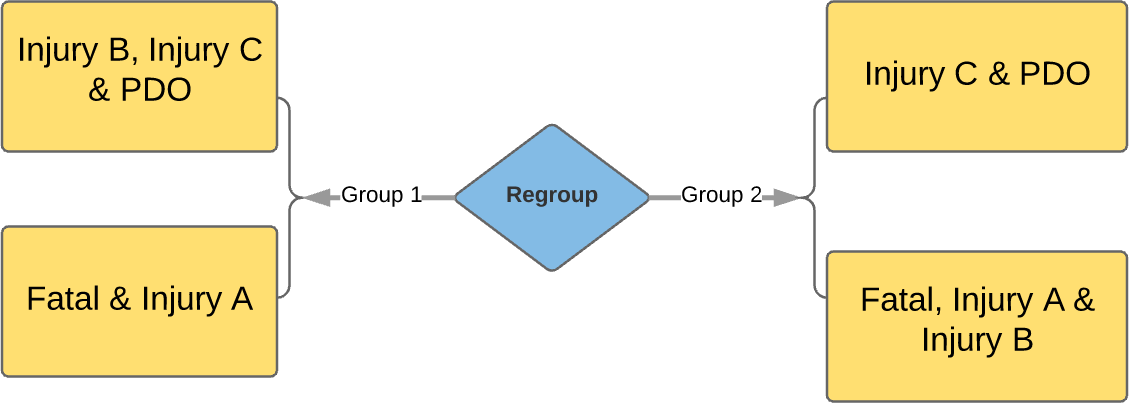 Injury B, Injury C
& PDO
Fatal & Injury A
Group 1
Regroup
Group 2
Injury C & PDO
Fatal, Injury A &
Injury B